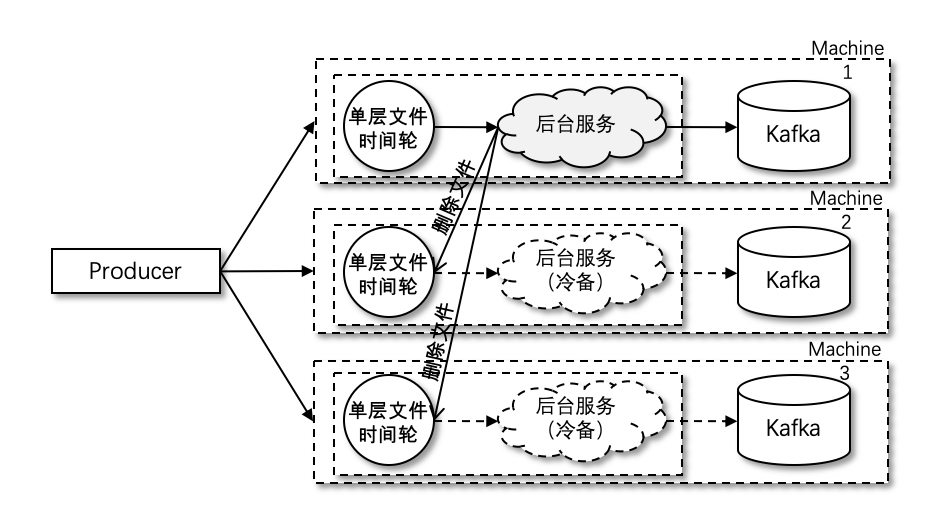 Machine
1
单层文件
时间轮
后台服务
Kafka
删除文件
Machine
2
Producer
单层文件
时间轮
后台服务
（冷备）
Kafka
删除文件
Machine
3
单层文件
时间轮
后台服务
（冷备）
Kafka